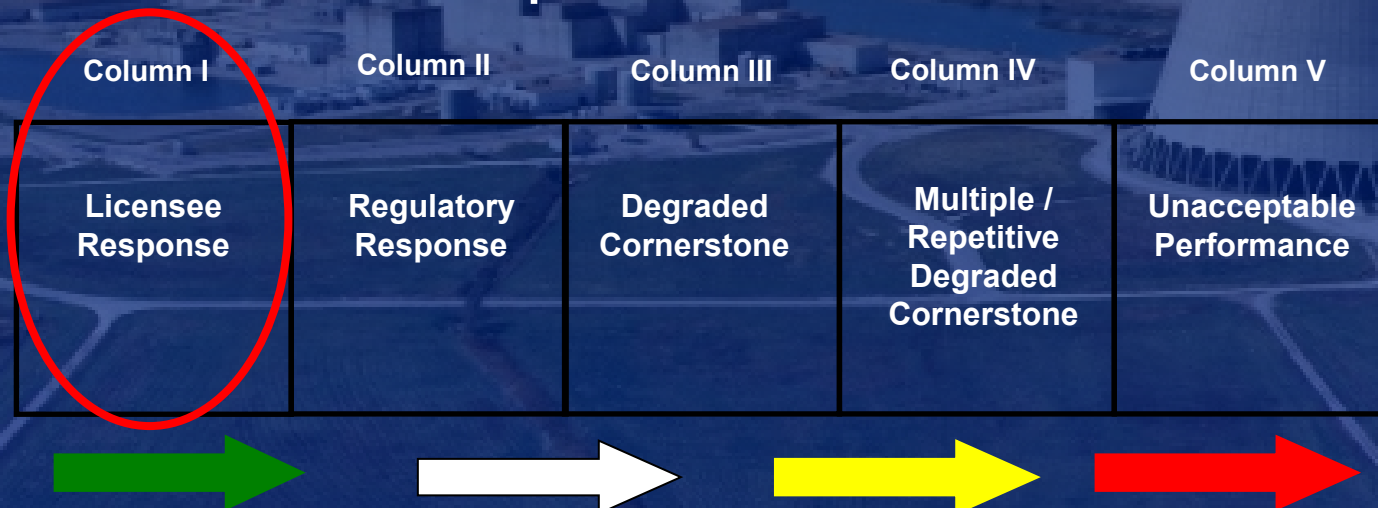 Column I
Column II
Column III
Column IV
Column V
Licensee
Response
Regulatory
Response
Degraded
Cornerstone
Multiple /
Repetitive
Degraded
Cornerstone
Unacceptable
Performance